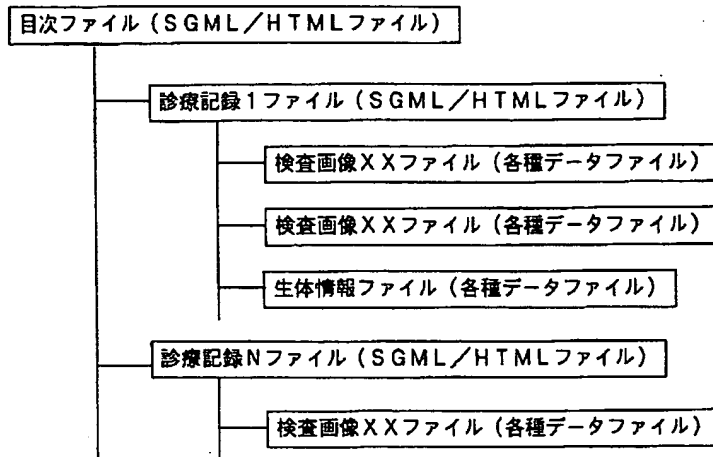 目次ファイル（ＳＧＭＬ／ＨＴＭＬファイル）
診療記録１ファイル（ＳＧＭＬ／ＨＴＭＬファイル）
検査画像ＸＸファイル（各種データファイル）
検査画像ＸＸファイル（各種データファイル）
生体情報ファイル（各種データファイル）
診療記録Ｎファイル（ＳＧＭＬ／ＨＴＭＬファイル）
検査画像ＸＸファイル（各種データファイル）